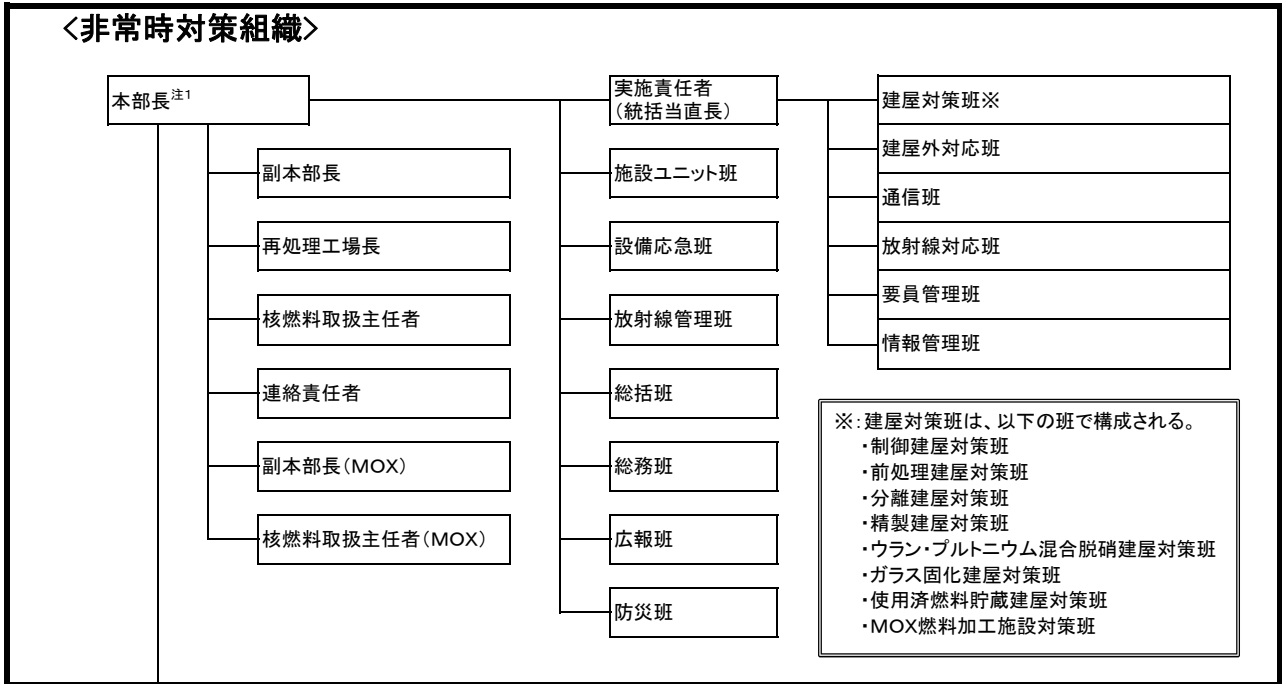 <非常時対策組織>
本部長注1
副本部長
再処理工場長
核燃料取扱主任者
連絡責任者
副本部長(MOX)
核燃料取扱主任者(MOX)
実施責任者
(統括当直長)
施設ユニット班
設備応急班
放射線管理班
総括班
総務班
広報班
防災班
建屋対策班※
建屋外対応班
通信班
放射線対応班
要員管理班
情報管理班
※:建屋対策班は、以下の班で構成される。
・制御建屋対策班
・前処理建屋対策班
・分離建屋対策班
・精製建屋対策班
・ウラン・プルトニウム混合脱硝建屋対策班
・ガラス固化建屋対策班
・使用済燃料貯蔵建屋対策班
・MOX燃料加工施設対策班